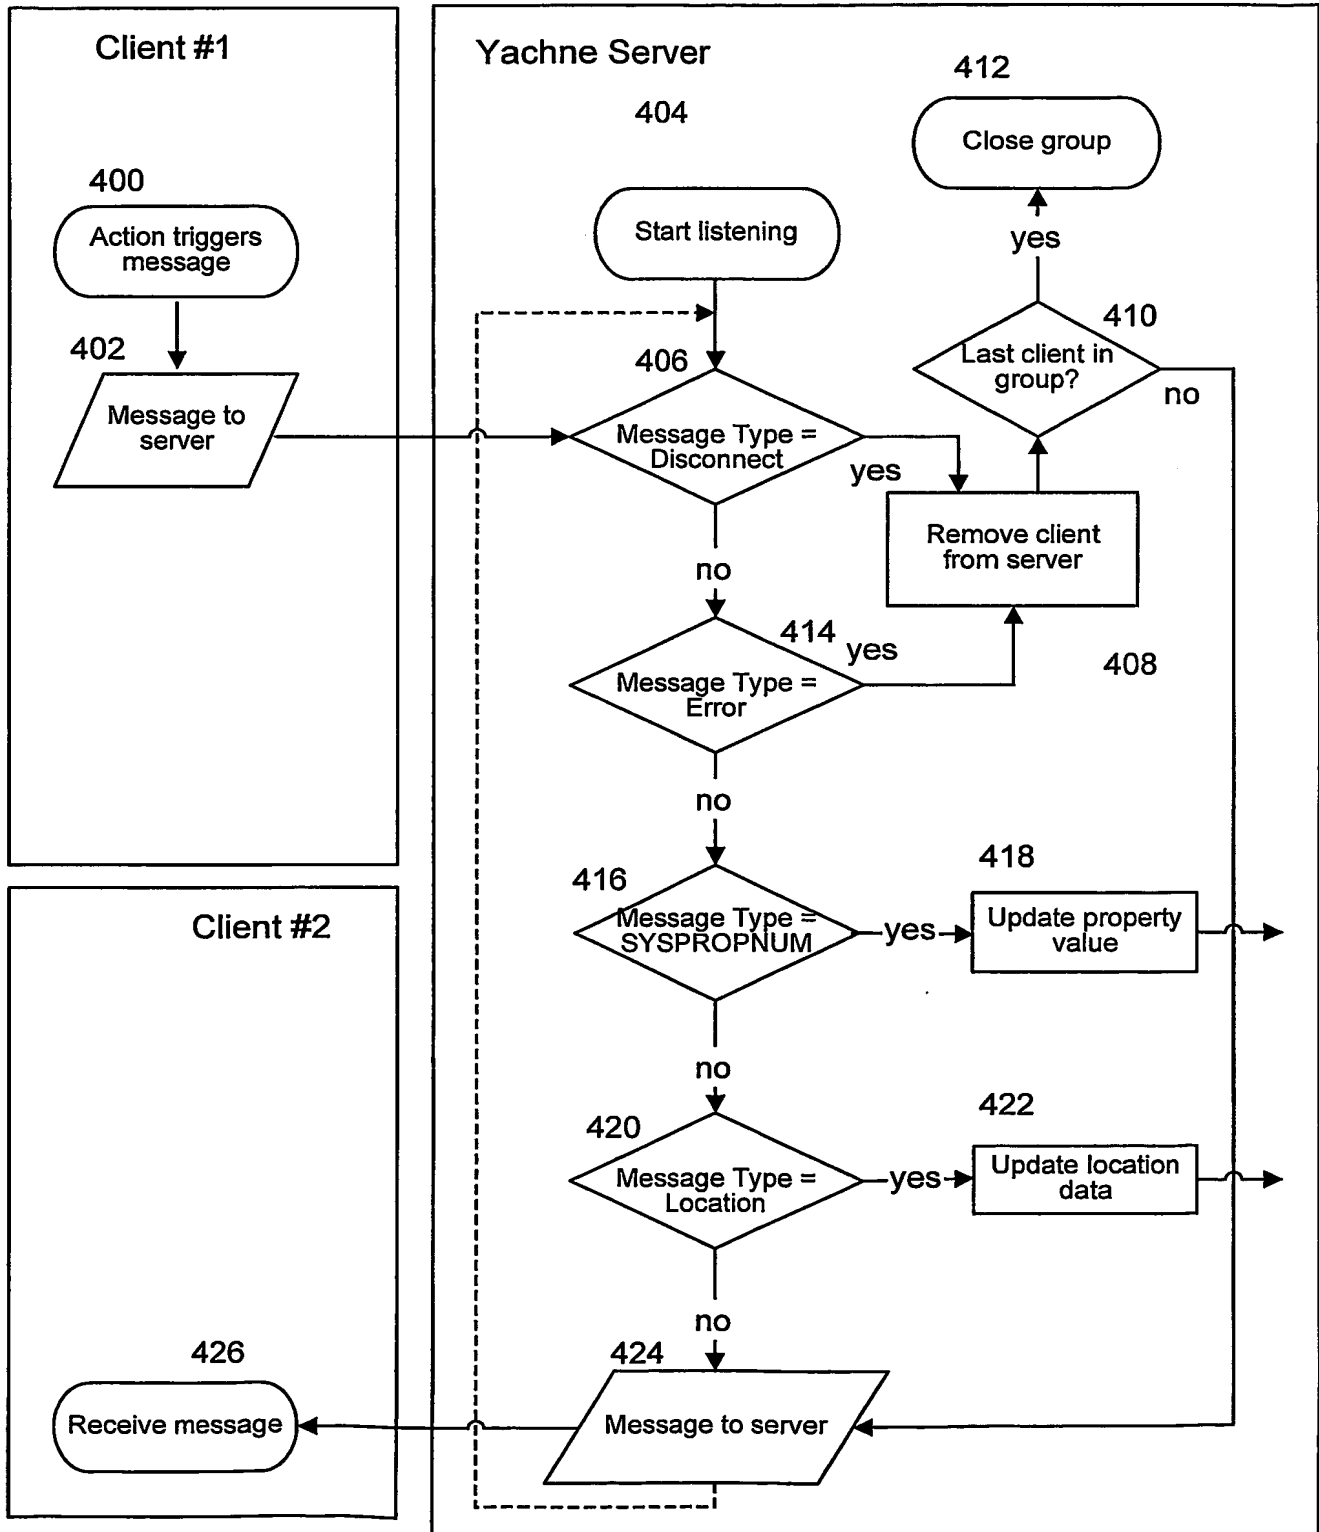 Client #1
400
Action triggers
message
402
Message to
server
Client #2
426
Receive message
Yachne Server
404
Start listening
412
Close group
yes
410
Last client in
group?
no
406
Message Type =
Disconnect
yes
Remove client
from server
408
no
414
yes
Message Type =
Error
no
416
Message Type =
SYSPROPNUM
yes
418
Update property
value
no
420
Message Type =
Location
yes
422
Update location
data
no
424
Message to server